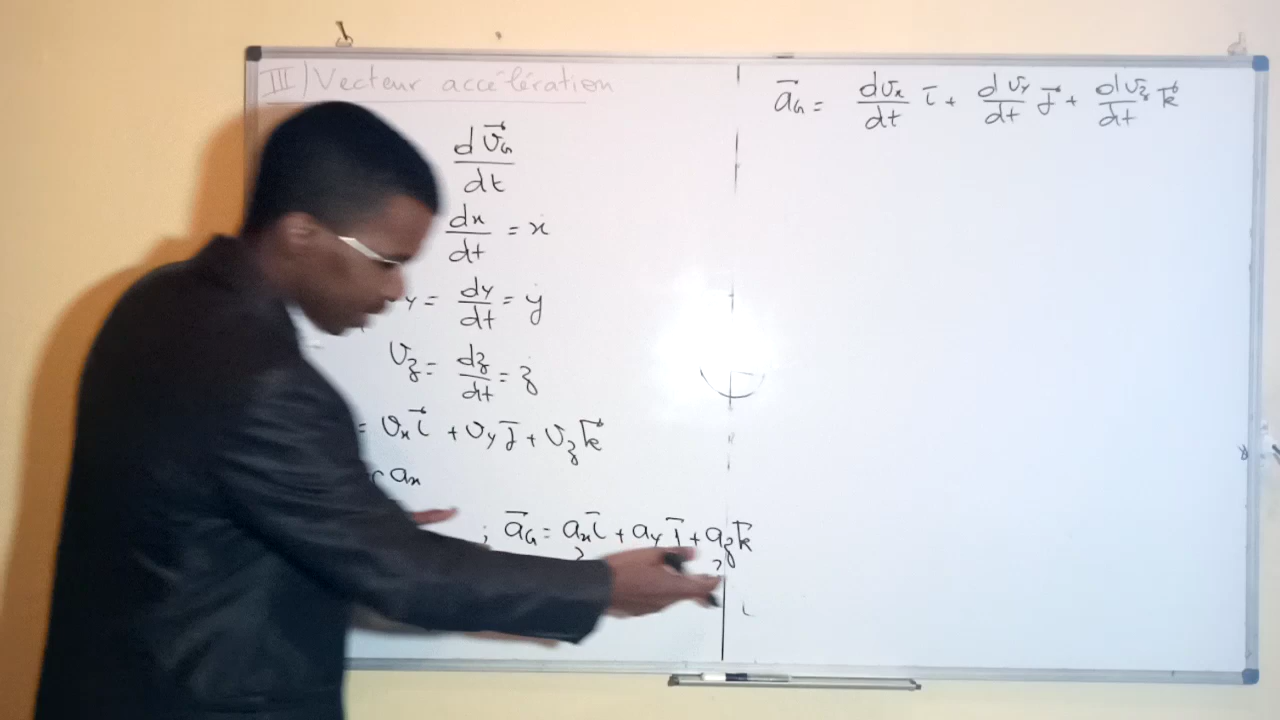 III) Vecteur accélération
d v⃗G / dt
dx/dt = ẋ
y = dy/dt = ẏ
vz = dz/dt = ż
= vx i⃗ + vy j⃗ + vz k⃗
ax
; a⃗G = ax i⃗ + ay j⃗ + az k⃗
? ?
a⃗G = dvx/dt i⃗ + dvy/dt j⃗ + dvz/dt k⃗